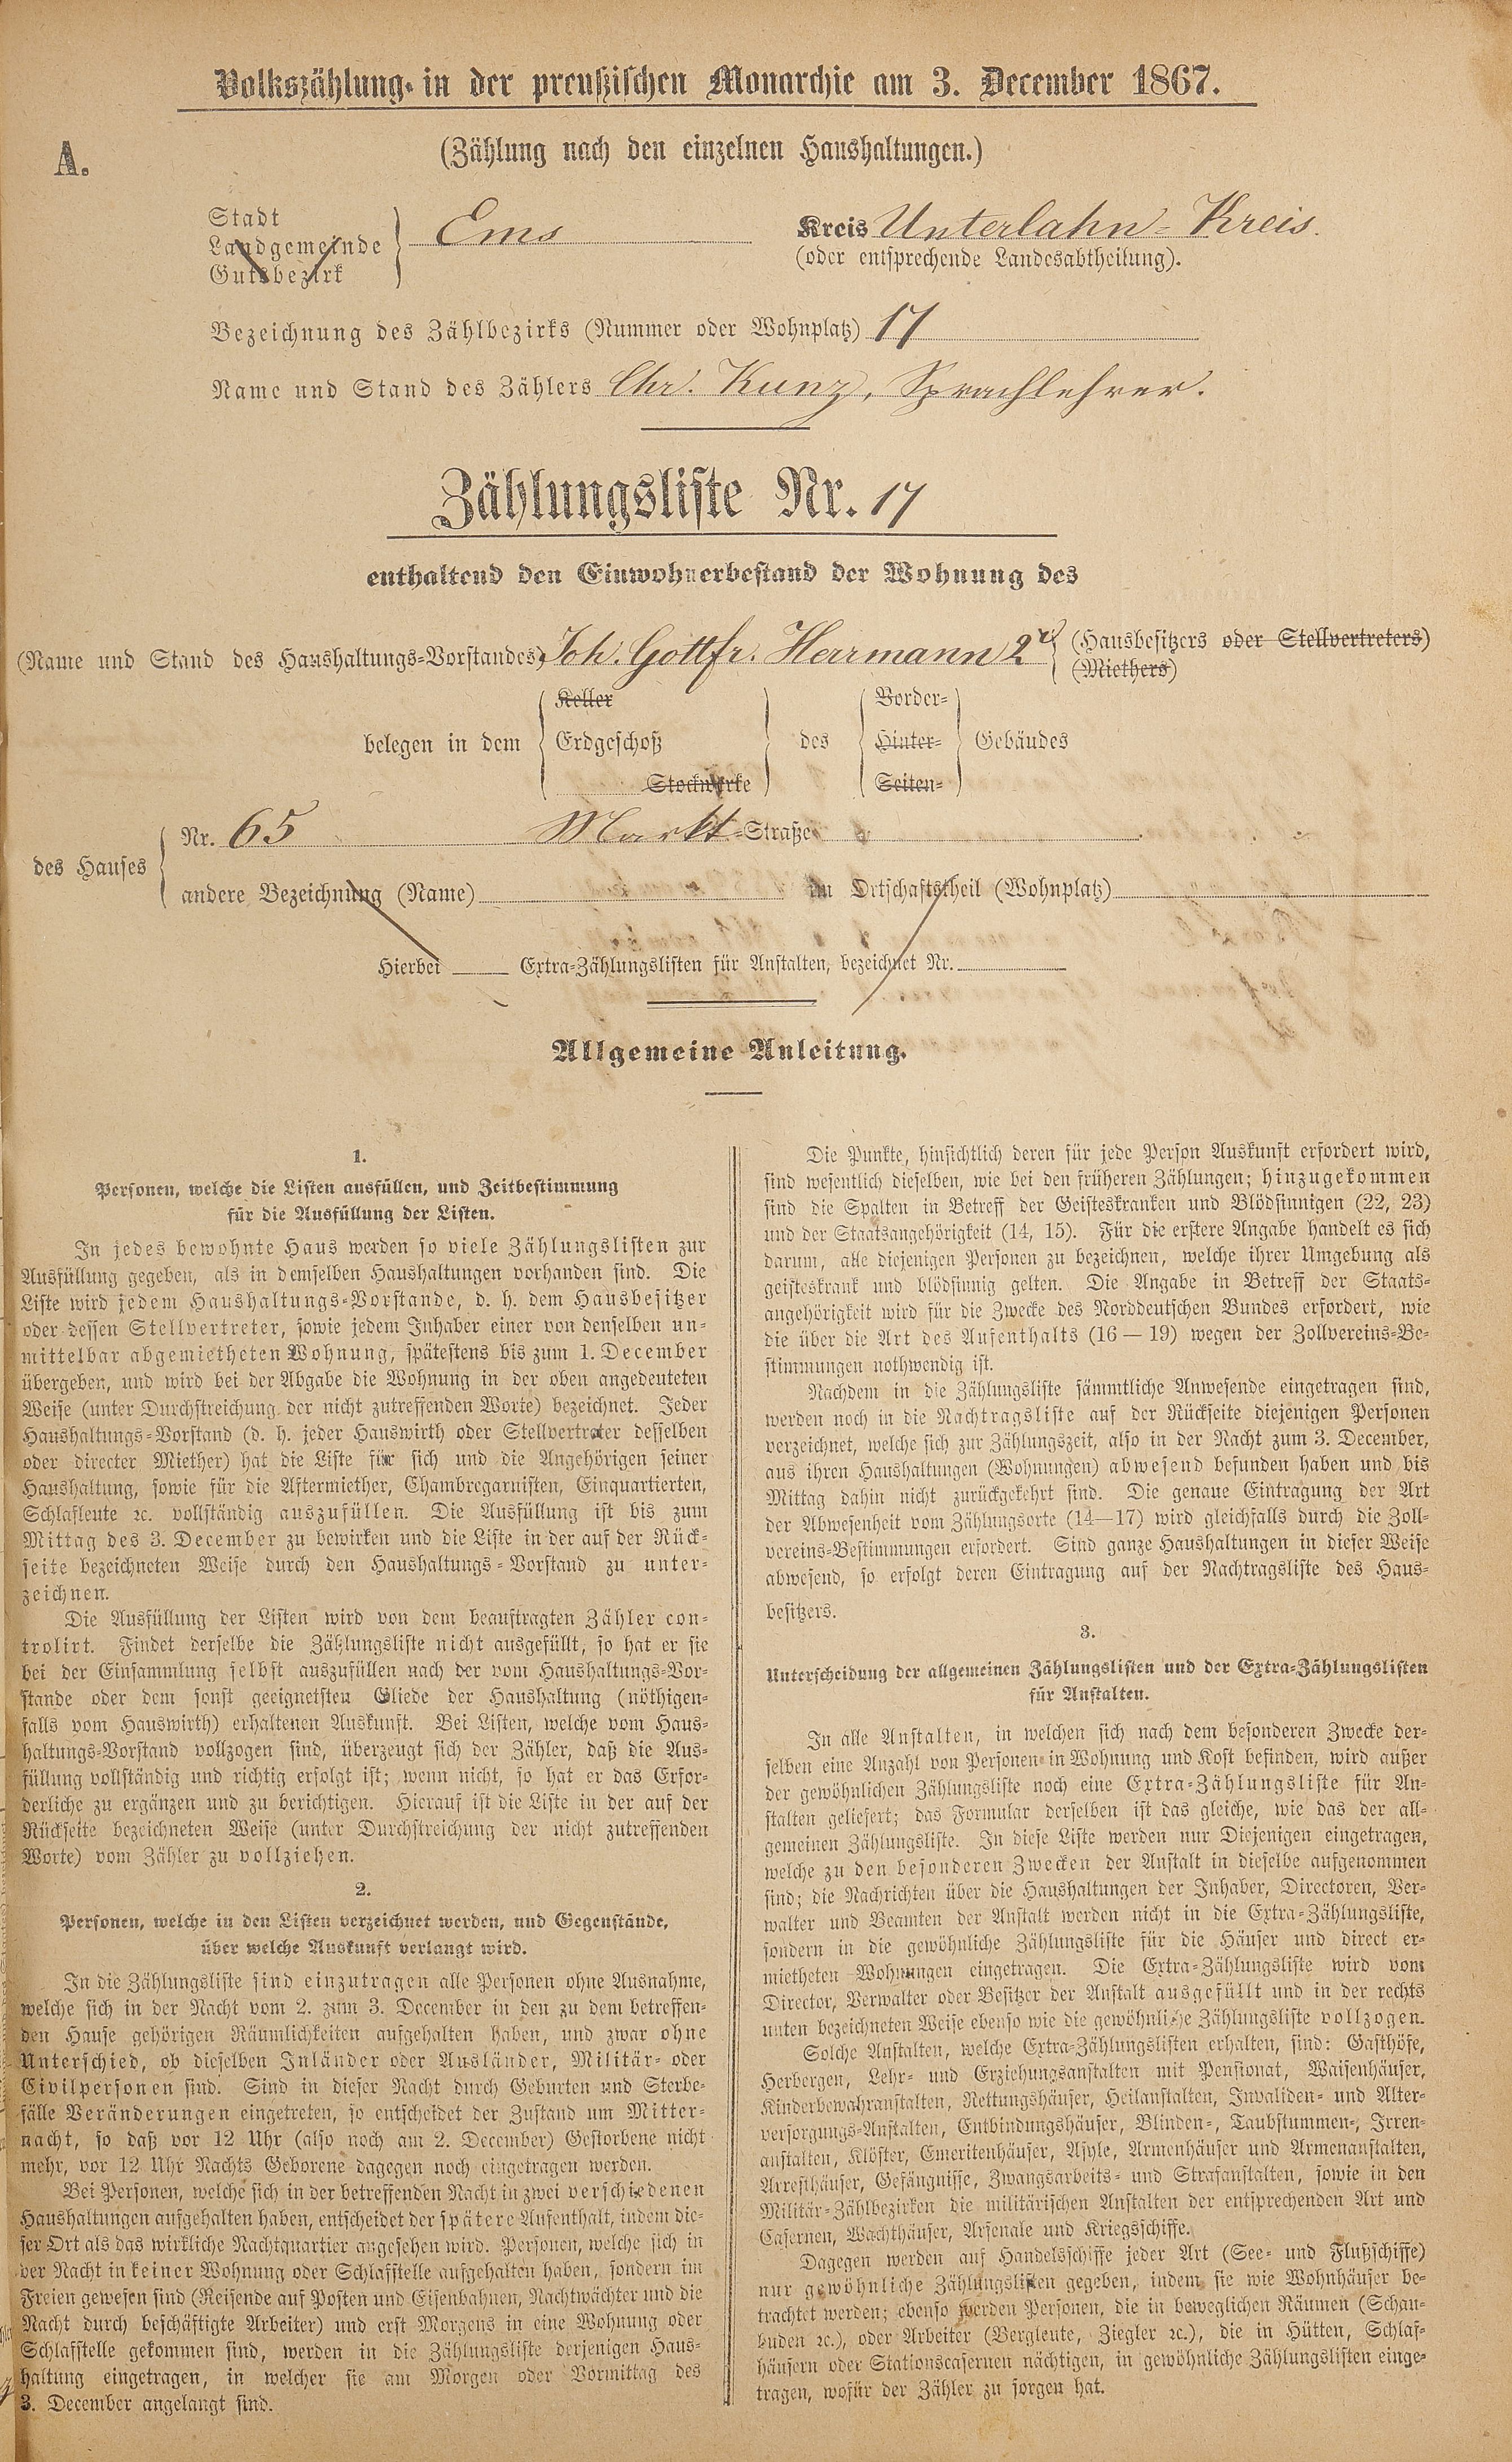 Volkszählung in der preußischen Monarchie am 3. December 1867.
A.
(Zählung nach den einzelnen Haushaltungen.)
Stadt
Landgemeinde
Gutsbezirk
Ems
Kreis Unterlahn-Kreis.
(oder entsprechende Landesabtheilung).
Bezeichnung des Zählbezirks (Nummer oder Wohnplatz) 17
Name und Stand des Zählers Chr. Kunz, Sprachlehrer.
Zählungsliste Nr. 17
enthaltend den Einwohnerbestand der Wohnung des
(Name und Stand des Haushaltungs-Vorstandes) Joh. Gottfr. Herrmann 2r (Hausbesitzers oder Stellvertreters)
(Miethers)
Keller
Erdgeschoß
Stockwerke
belegen in dem
des
Vorder-
Hinter-
Seiten-
Gebäudes
des Hauses
Nr. 65 Markt-Straße
andere Bezeichnung (Name) im Ortschaftstheil (Wohnplatz)
Hierbei Extra-Zählungslisten für Anstalten, bezeichnet Nr.
Allgemeine Anleitung.
1.
Personen, welche die Listen ausfüllen, und Zeitbestimmung
für die Ausfüllung der Listen.
In jedes bewohnte Haus werden so viele Zählungslisten zur
Ausfüllung gegeben, als in demselben Haushaltungen vorhanden sind. Die
Liste wird jedem Haushaltungs-Vorstande, d. h. dem Hausbesitzer
oder dessen Stellvertreter, sowie jedem Inhaber einer von denselben un-
mittelbar abgemietheten Wohnung, spätestens bis zum 1. December
übergeben, und wird bei der Abgabe die Wohnung in der oben angedeuteten
Weise (unter Durchstreichung der nicht zutreffenden Worte) bezeichnet. Jeder
Haushaltungs-Vorstand (d. h. jeder Hauswirth oder Stellvertreter desselben
oder directer Miether) hat die Liste für sich und die Angehörigen seiner
Haushaltung, sowie für die Aftermiether, Chambregarnisten, Einquartierten,
Schlafleute ꝛc. vollständig auszufüllen. Die Ausfüllung ist bis zum
Mittag des 3. December zu bewirken und die Liste in der auf der Rück-
seite bezeichneten Weise durch den Haushaltungs-Vorstand zu unter-
zeichnen.
Die Ausfüllung der Listen wird von dem beauftragten Zähler con-
trolirt. Findet derselbe die Zählungsliste nicht ausgefüllt, so hat er sie
bei der Einsammlung selbst auszufüllen nach der vom Haushaltungs-Vor-
stande oder dem sonst geeignetsten Gliede der Haushaltung (nöthigen-
falls vom Hauswirth) erhaltenen Auskunft. Bei Listen, welche vom Haus-
haltungs-Vorstand vollzogen sind, überzeugt sich der Zähler, daß die Aus-
füllung vollständig und richtig erfolgt ist; wenn nicht, so hat er das Erfor-
derliche zu ergänzen und zu berichtigen. Hierauf ist die Liste in der auf der
Rückseite bezeichneten Weise (unter Durchstreichung der nicht zutreffenden
Worte) vom Zähler zu vollziehen.
2.
Personen, welche in den Listen verzeichnet werden, und Gegenstände,
über welche Auskunft verlangt wird.
In die Zählungsliste sind einzutragen alle Personen ohne Ausnahme,
welche sich in der Nacht vom 2. zum 3. December in den zu dem betreffen-
den Hause gehörigen Räumlichkeiten aufgehalten haben, und zwar ohne
Unterschied, ob dieselben Inländer oder Ausländer, Militär- oder
Civilpersonen sind. Sind in dieser Nacht durch Geburten und Sterbe-
fälle Veränderungen eingetreten, so entscheidet der Zustand um Mitter-
nacht, so daß vor 12 Uhr (also noch am 2. December) Gestorbene nicht
mehr, vor 12 Uhr Nachts Geborene dagegen noch eingetragen werden.
Bei Personen, welche sich in der betreffenden Nacht in zwei verschiedenen
Haushaltungen aufgehalten haben, entscheidet der spätere Aufenthalt, indem die-
ser Ort als das wirkliche Nachtquartier angesehen wird. Personen, welche sich in
der Nacht in keiner Wohnung oder Schlafstelle aufgehalten haben, sondern im
Freien gewesen sind (Reisende auf Posten und Eisenbahnen, Nachtwächter und die
Nacht durch beschäftigte Arbeiter) und erst Morgens in eine Wohnung oder
Schlafstelle gekommen sind, werden in die Zählungsliste derjenigen Haus-
haltung eingetragen, in welcher sie am Morgen oder Vormittag des
3. December angelangt sind.
Die Punkte, hinsichtlich deren für jede Person Auskunft erfordert wird,
sind wesentlich dieselben, wie bei den früheren Zählungen; hinzugekommen
sind die Spalten in Betreff der Geisteskranken und Blödsinnigen (22, 23)
und der Staatsangehörigkeit (14, 15). Für die erstere Angabe handelt es sich
darum, alle diejenigen Personen zu bezeichnen, welche ihrer Umgebung als
geisteskrank und blödsinnig gelten. Die Angabe in Betreff der Staats-
angehörigkeit wird für die Zwecke des Norddeutschen Bundes erfordert, wie
die über die Art des Aufenthalts (16—19) wegen der Zollvereins-Be-
stimmungen nothwendig ist.
Nachdem in die Zählungsliste sämmtliche Anwesende eingetragen sind,
werden noch in die Nachtragsliste auf der Rückseite diejenigen Personen
verzeichnet, welche sich zur Zählungszeit, also in der Nacht zum 3. December,
aus ihren Haushaltungen (Wohnungen) abwesend befunden haben und bis
Mittag dahin nicht zurückgekehrt sind. Die genaue Eintragung der Art
der Abwesenheit vom Zählungsorte (14—17) wird gleichfalls durch die Zoll-
vereins-Bestimmungen erfordert. Sind ganze Haushaltungen in dieser Weise
abwesend, so erfolgt deren Eintragung auf der Nachtragsliste des Haus-
besitzers.
3.
Unterscheidung der allgemeinen Zählungslisten und der Extra-Zählungslisten
für Anstalten.
In alle Anstalten, in welchen sich nach dem besonderen Zwecke der-
selben eine Anzahl von Personen in Wohnung und Kost befinden, wird außer
der gewöhnlichen Zählungsliste noch eine Extra-Zählungsliste für An-
stalten geliefert; das Formular derselben ist das gleiche, wie das der all-
gemeinen Zählungsliste. In diese Liste werden nur Diejenigen eingetragen,
welche zu den besonderen Zwecken der Anstalt in dieselbe aufgenommen
sind; die Nachrichten über die Haushaltungen der Inhaber, Directoren, Ver-
walter und Beamten der Anstalt werden nicht in die Extra-Zählungsliste,
sondern in die gewöhnliche Zählungsliste für die Häuser und direct er-
mietheten Wohnungen eingetragen. Die Extra-Zählungsliste wird vom
Director, Verwalter oder Besitzer der Anstalt ausgefüllt und in der rechts
unten bezeichneten Weise ebenso wie die gewöhnliche Zählungsliste vollzogen.
Solche Anstalten, welche Extra-Zählungslisten erhalten, sind: Gasthöfe,
Herbergen, Lehr- und Erziehungsanstalten mit Pensionat, Waisenhäuser,
Kinderbewahranstalten, Rettungshäuser, Heilanstalten, Invaliden- und Alter-
versorgungs-Anstalten, Entbindungshäuser, Blinden-, Taubstummen-, Irren-
anstalten, Klöster, Emeritenhäuser, Asyle, Armenhäuser und Armenanstalten,
Arresthäuser, Gefängnisse, Zwangsarbeits- und Strafanstalten, sowie in den
Militär-Zählbezirken die militärischen Anstalten der entsprechenden Art und
Casernen, Wachthäuser, Arsenale und Kriegsschiffe.
Dagegen werden auf Handelsschiffe jeder Art (See- und Flußschiffe)
nur gewöhnliche Zählungslisten gegeben, indem sie wie Wohnhäuser be-
trachtet werden; ebenso werden Personen, die in beweglichen Räumen (Schau-
buden ꝛc.), oder Arbeiter (Bergleute, Ziegler ꝛc.), die in Hütten, Schlaf-
häusern oder Stationscasernen nächtigen, in gewöhnliche Zählungslisten einge-
tragen, wofür der Zähler zu sorgen hat.